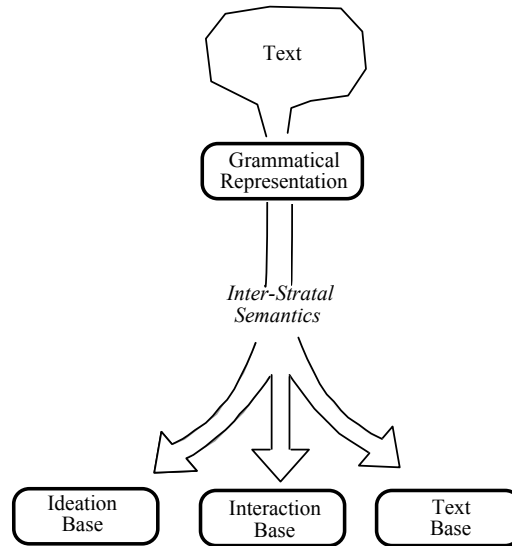 Text
Grammatical
Representation
Inter-Stratal
Semantics
Ideation
Base
Interaction
Base
Text
Base